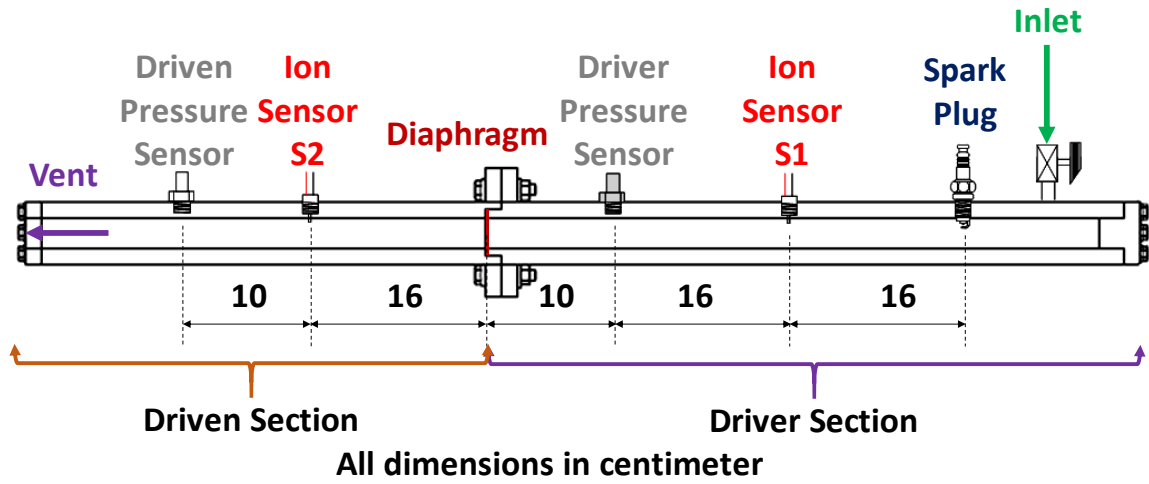 Inlet
Driven
Pressure
Sensor
Ion
Sensor
S2
Diaphragm
Driver
Pressure
Sensor
Ion
Sensor
S1
Spark
Plug
Vent
10
16
10
16
16
Driven Section
Driver Section
All dimensions in centimeter